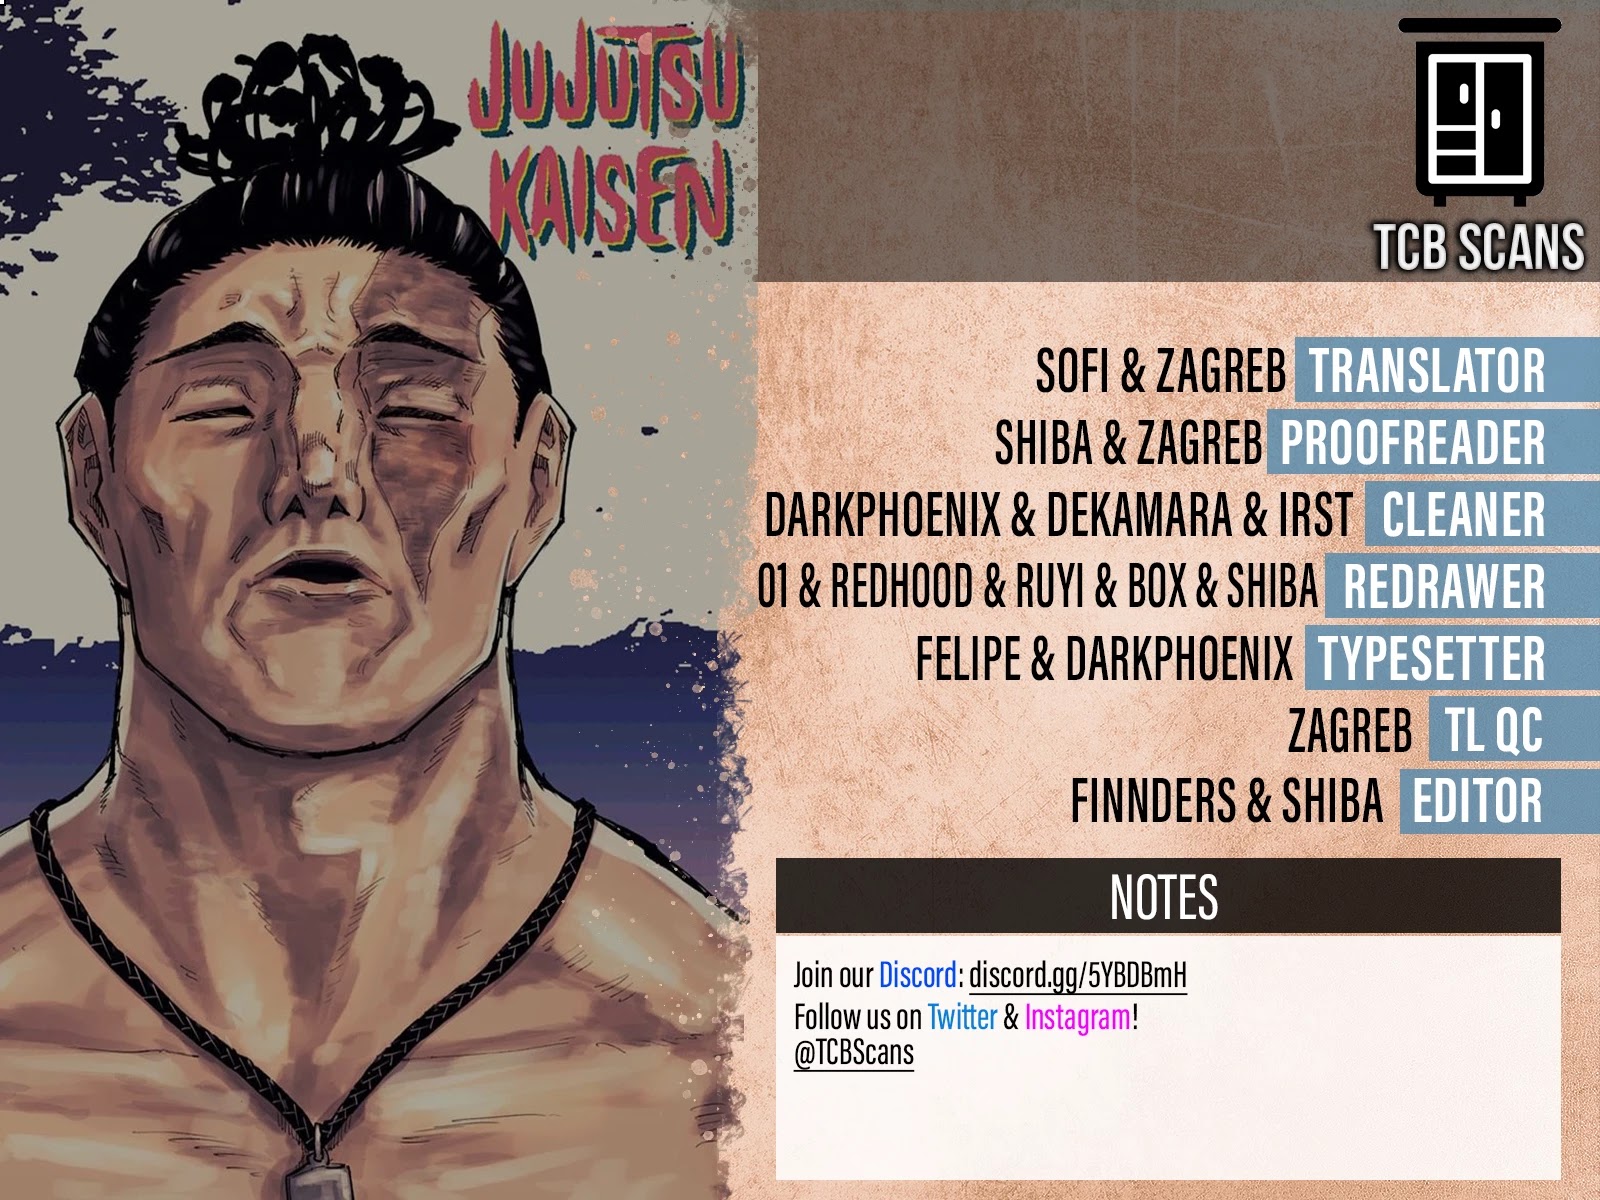 JUJUTSU
KAISEN
TCB SCANS
SOFI & ZAGREB TRANSLATOR
SHIBA & ZAGREB PROOFREADER
DARKPHOENIX & DEKAMARA & IRST CLEANER
01 & REDHOOD & RUYI & BOX & SHIBA REDRAWER
FELIPE & DARKPHOENIX TYPESETTER
ZAGREB TL QC
FINNDERS & SHIBA EDITOR
NOTES
Join our Discord: discord.gg/5YBDBmH
Follow us on Twitter & Instagram!
@TCBScans